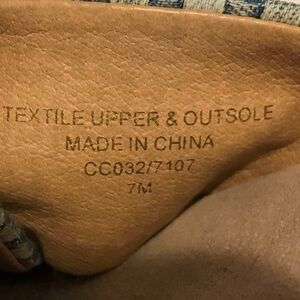 TEXTILE UPPER & OUTSOLE
MADE IN CHINA
CC032/7107
7M